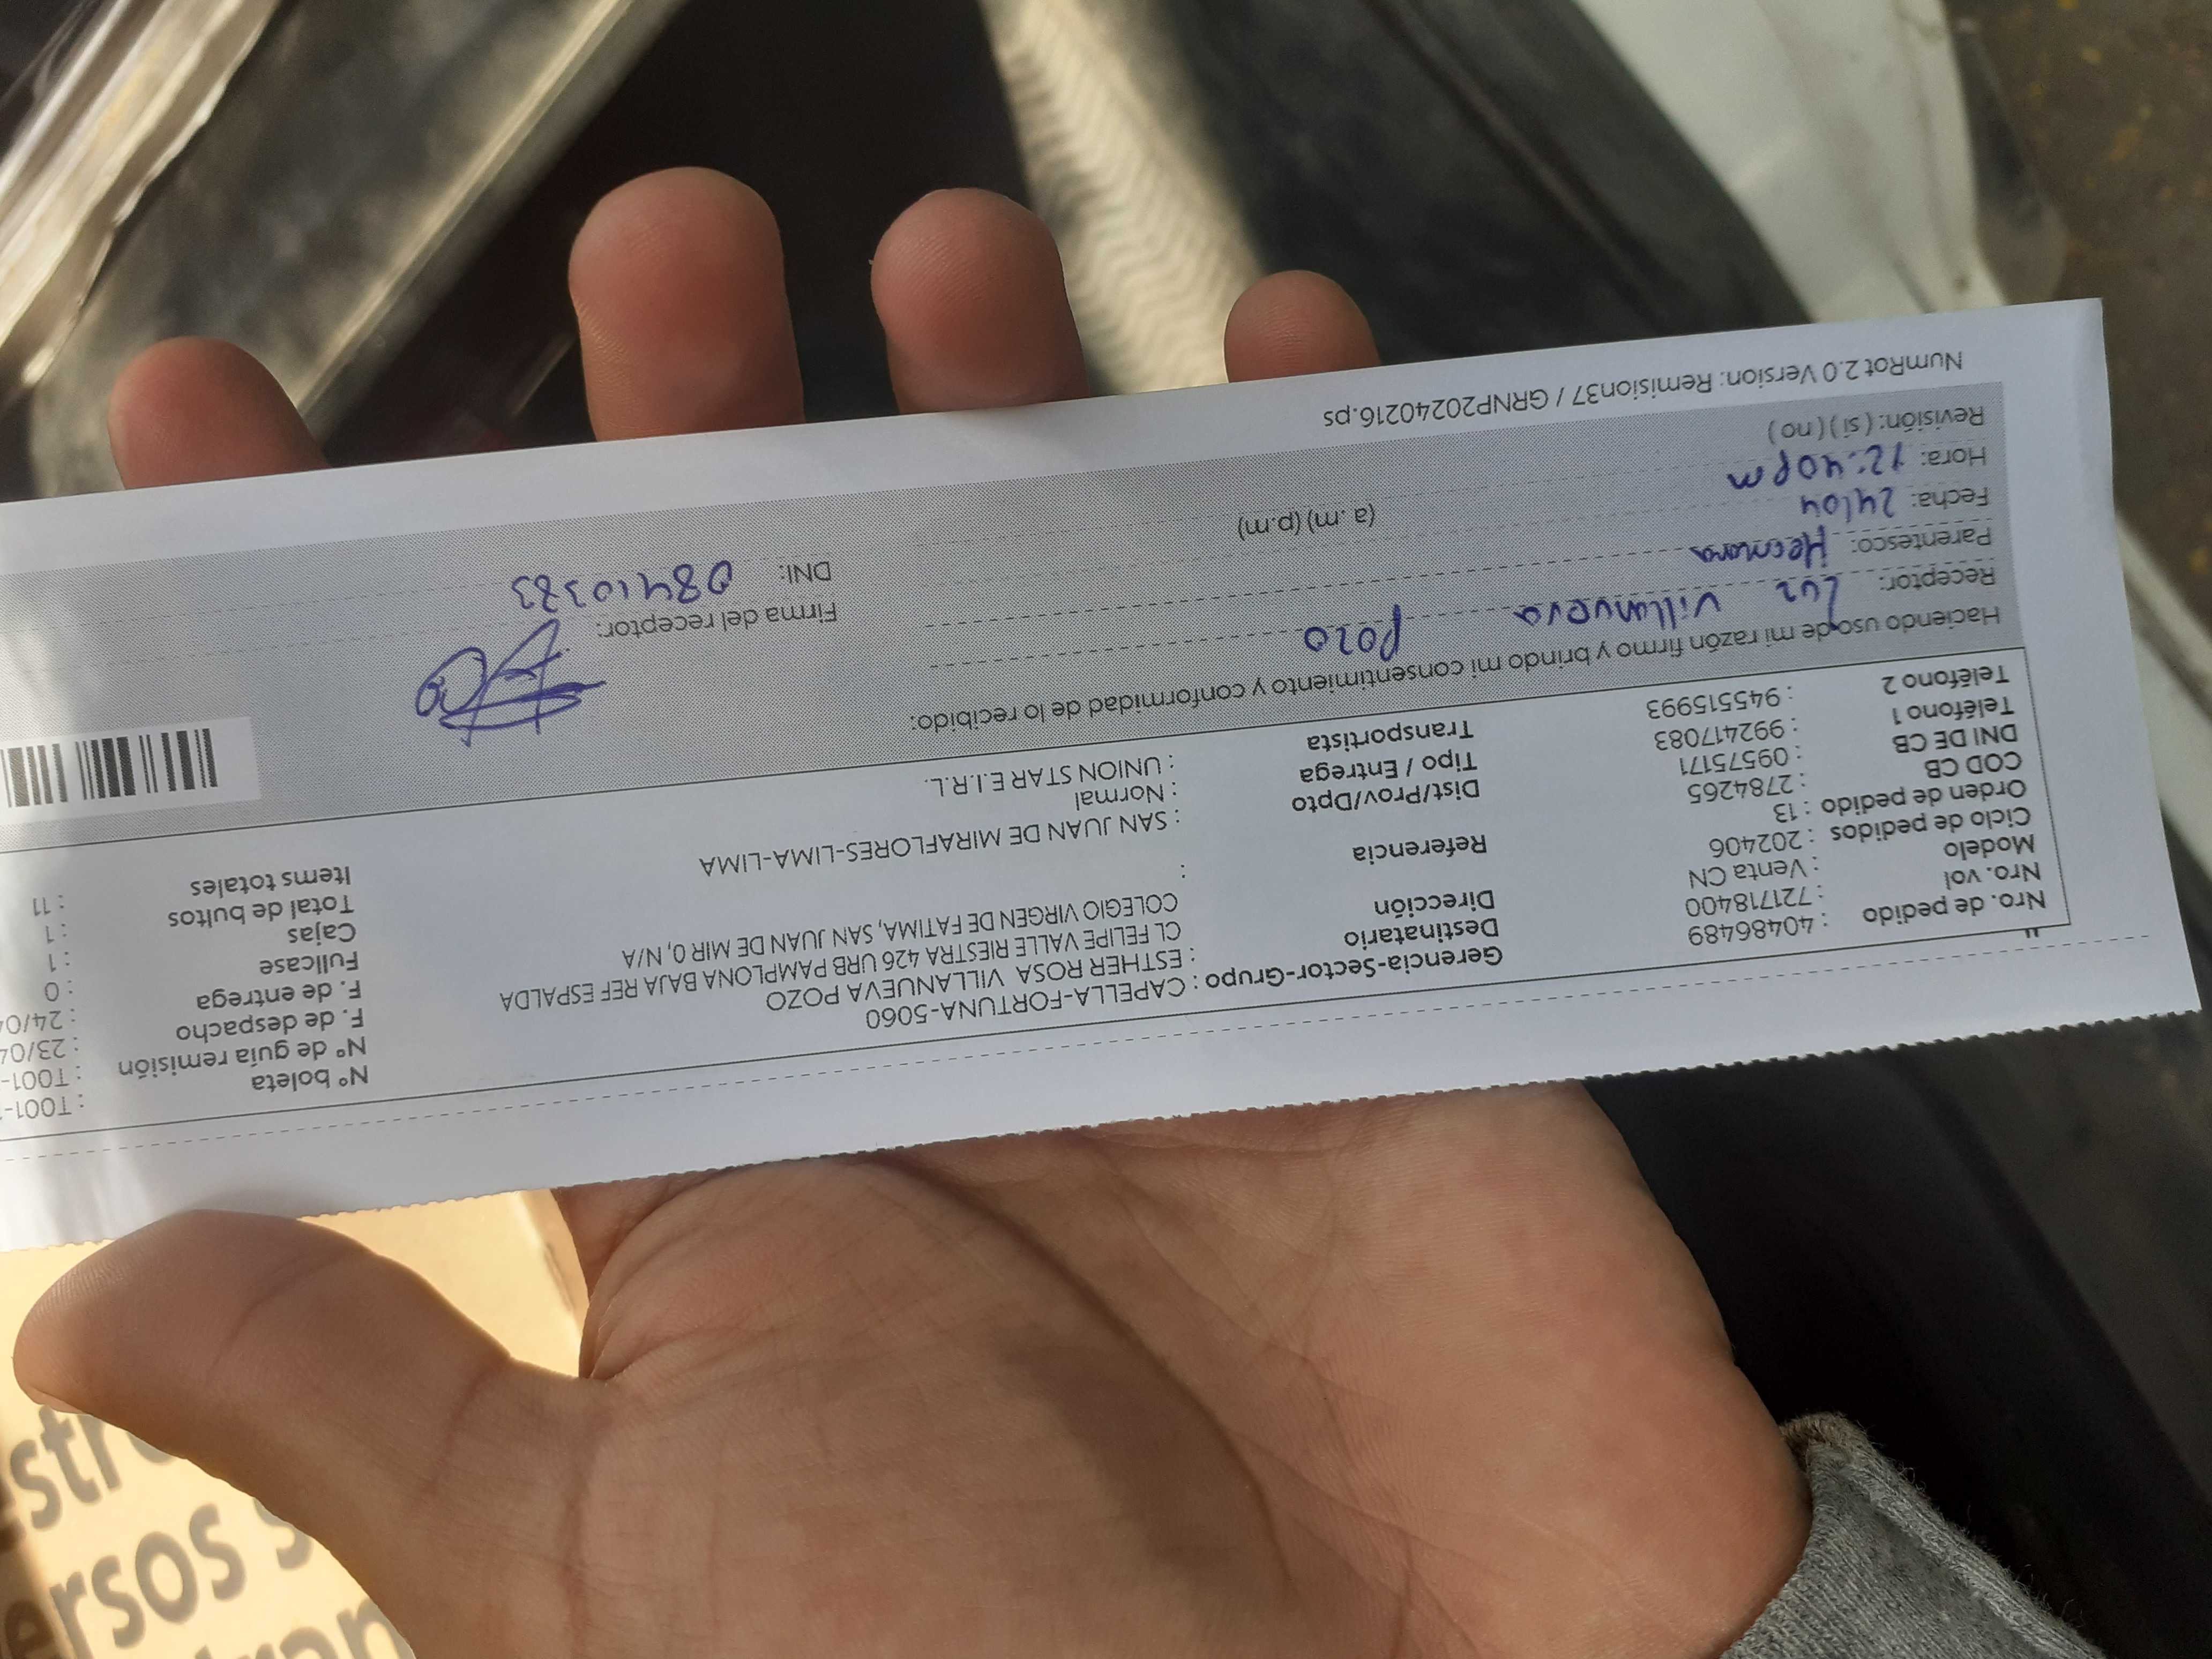 Nro. de pedido : 40486489
Nro. vol : 721718400
Modelo : Venta CN
Ciclo de pedidos : 202406
Orden de pedido : 13
COD CB : 2784265
DNI DE CB : 09575171
Teléfono 1 : 992417083
Teléfono 2 : 945515993
Gerencia-Sector-Grupo : CAPELLA-FORTUNA-5060
Destinatario : ESTHER ROSA VILLANUEVA POZO
Dirección CL FELIPE VALLE RIESTRA 426 URB PAMPLONA BAJA REF ESPALDA
COLEGIO VIRGEN DE FATIMA, SAN JUAN DE MIR 0, N/A
Referencia :
Dist/Prov/Dpto : SAN JUAN DE MIRAFLORES-LIMA-LIMA
Tipo / Entrega : Normal
Transportista : UNION STAR E.I.R.L.
N° boleta : T001-
N° de guía remisión : T001-
F. de despacho : 23/04
F. de entrega : 24/04
Fullcase : 0
Cajas : 1
Total de bultos : 1
Items totales : 11
Haciendo uso de mi razón firmo y brindo mi consentimiento y conformidad de lo recibido:
Receptor: Luz Villanueva Pozo
Parentesco: Hermana
Fecha: 24/04
Hora: 12:40pm (a .m) (p.m)
Revisión: ( si ) ( no )
Firma del receptor:
DNI: 08410383
NumRot 2.0 Version: Remision37 / GRNP20240216.ps